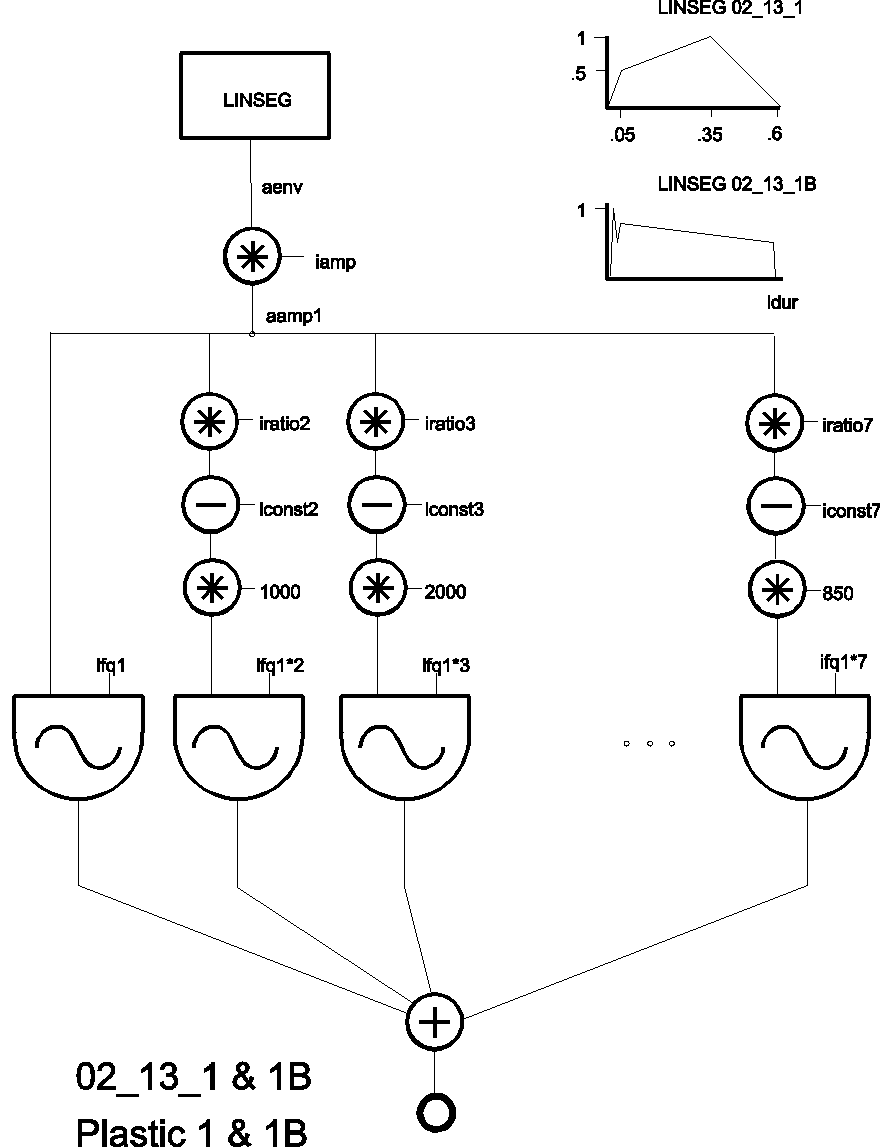 LINSEG 02_13_1
1
.5
.05 .35 .6
LINSEG
LINSEG 02_13_1B
1
Idur
aenv
iamp
aamp1
iratio2 iratio3 iratio7
Iconst2 Iconst3 iconst7
1000 2000 850
Ifq1 Ifq1*2 Ifq1*3 ifq1*7
02_13_1 & 1B
Plastic 1 & 1B